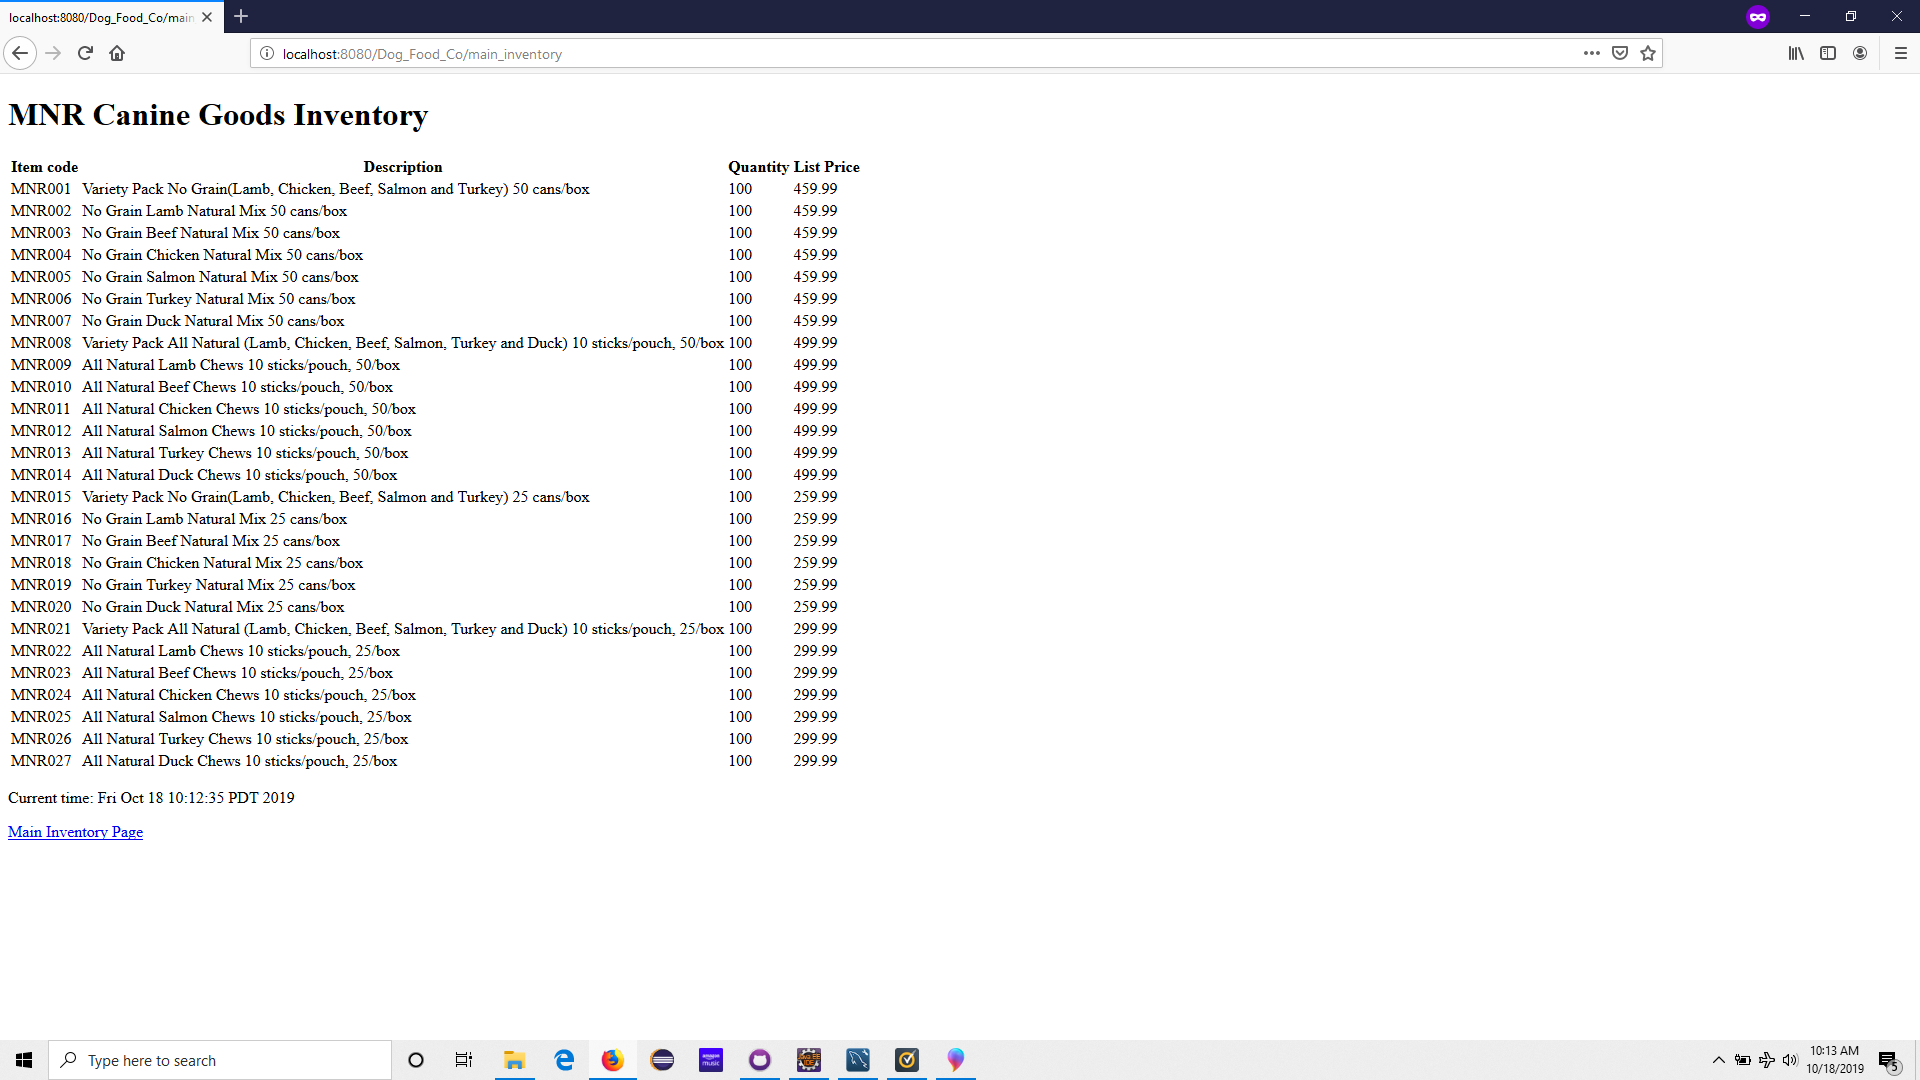 localhost:8080/Dog_Food_Co/main
localhost:8080/Dog_Food_Co/main_inventory
MNR Canine Goods Inventory
Item code Description Quantity List Price
MNR001 Variety Pack No Grain(Lamb, Chicken, Beef, Salmon and Turkey) 50 cans/box 100 459.99
MNR002 No Grain Lamb Natural Mix 50 cans/box 100 459.99
MNR003 No Grain Beef Natural Mix 50 cans/box 100 459.99
MNR004 No Grain Chicken Natural Mix 50 cans/box 100 459.99
MNR005 No Grain Salmon Natural Mix 50 cans/box 100 459.99
MNR006 No Grain Turkey Natural Mix 50 cans/box 100 459.99
MNR007 No Grain Duck Natural Mix 50 cans/box 100 459.99
MNR008 Variety Pack All Natural (Lamb, Chicken, Beef, Salmon, Turkey and Duck) 10 sticks/pouch, 50/box 100 499.99
MNR009 All Natural Lamb Chews 10 sticks/pouch, 50/box 100 499.99
MNR010 All Natural Beef Chews 10 sticks/pouch, 50/box 100 499.99
MNR011 All Natural Chicken Chews 10 sticks/pouch, 50/box 100 499.99
MNR012 All Natural Salmon Chews 10 sticks/pouch, 50/box 100 499.99
MNR013 All Natural Turkey Chews 10 sticks/pouch, 50/box 100 499.99
MNR014 All Natural Duck Chews 10 sticks/pouch, 50/box 100 499.99
MNR015 Variety Pack No Grain(Lamb, Chicken, Beef, Salmon and Turkey) 25 cans/box 100 259.99
MNR016 No Grain Lamb Natural Mix 25 cans/box 100 259.99
MNR017 No Grain Beef Natural Mix 25 cans/box 100 259.99
MNR018 No Grain Chicken Natural Mix 25 cans/box 100 259.99
MNR019 No Grain Turkey Natural Mix 25 cans/box 100 259.99
MNR020 No Grain Duck Natural Mix 25 cans/box 100 259.99
MNR021 Variety Pack All Natural (Lamb, Chicken, Beef, Salmon, Turkey and Duck) 10 sticks/pouch, 25/box 100 299.99
MNR022 All Natural Lamb Chews 10 sticks/pouch, 25/box 100 299.99
MNR023 All Natural Beef Chews 10 sticks/pouch, 25/box 100 299.99
MNR024 All Natural Chicken Chews 10 sticks/pouch, 25/box 100 299.99
MNR025 All Natural Salmon Chews 10 sticks/pouch, 25/box 100 299.99
MNR026 All Natural Turkey Chews 10 sticks/pouch, 25/box 100 299.99
MNR027 All Natural Duck Chews 10 sticks/pouch, 25/box 100 299.99
Current time: Fri Oct 18 10:12:35 PDT 2019
Main Inventory Page
Type here to search
amazon music
Java EE IDE
10:13 AM
10/18/2019
5